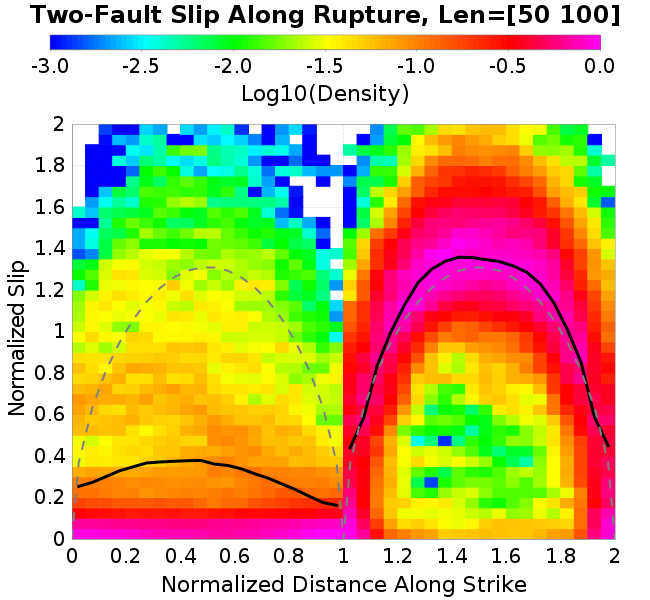 Two-Fault Slip Along Rupture, Len=[50 100]
-3.0 -2.5 -2.0 -1.5 -1.0 -0.5 0.0
Log10(Density)
2
1.8
1.6
1.4
1.2
1
0.8
0.6
0.4
0.2
0
Normalized Slip
0 0.2 0.4 0.6 0.8 1 1.2 1.4 1.6 1.8 2
Normalized Distance Along Strike